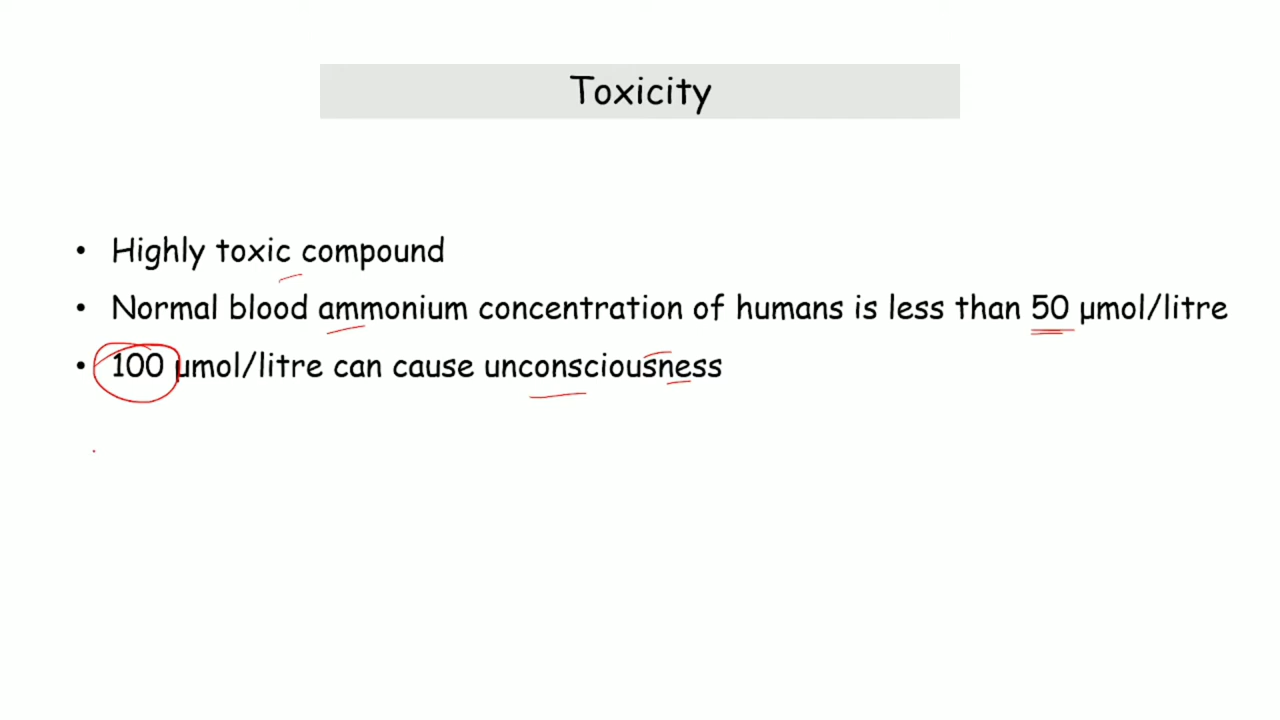 Toxicity
• Highly toxic compound
• Normal blood ammonium concentration of humans is less than 50 µmol/litre
• 100 µmol/litre can cause unconsciousness